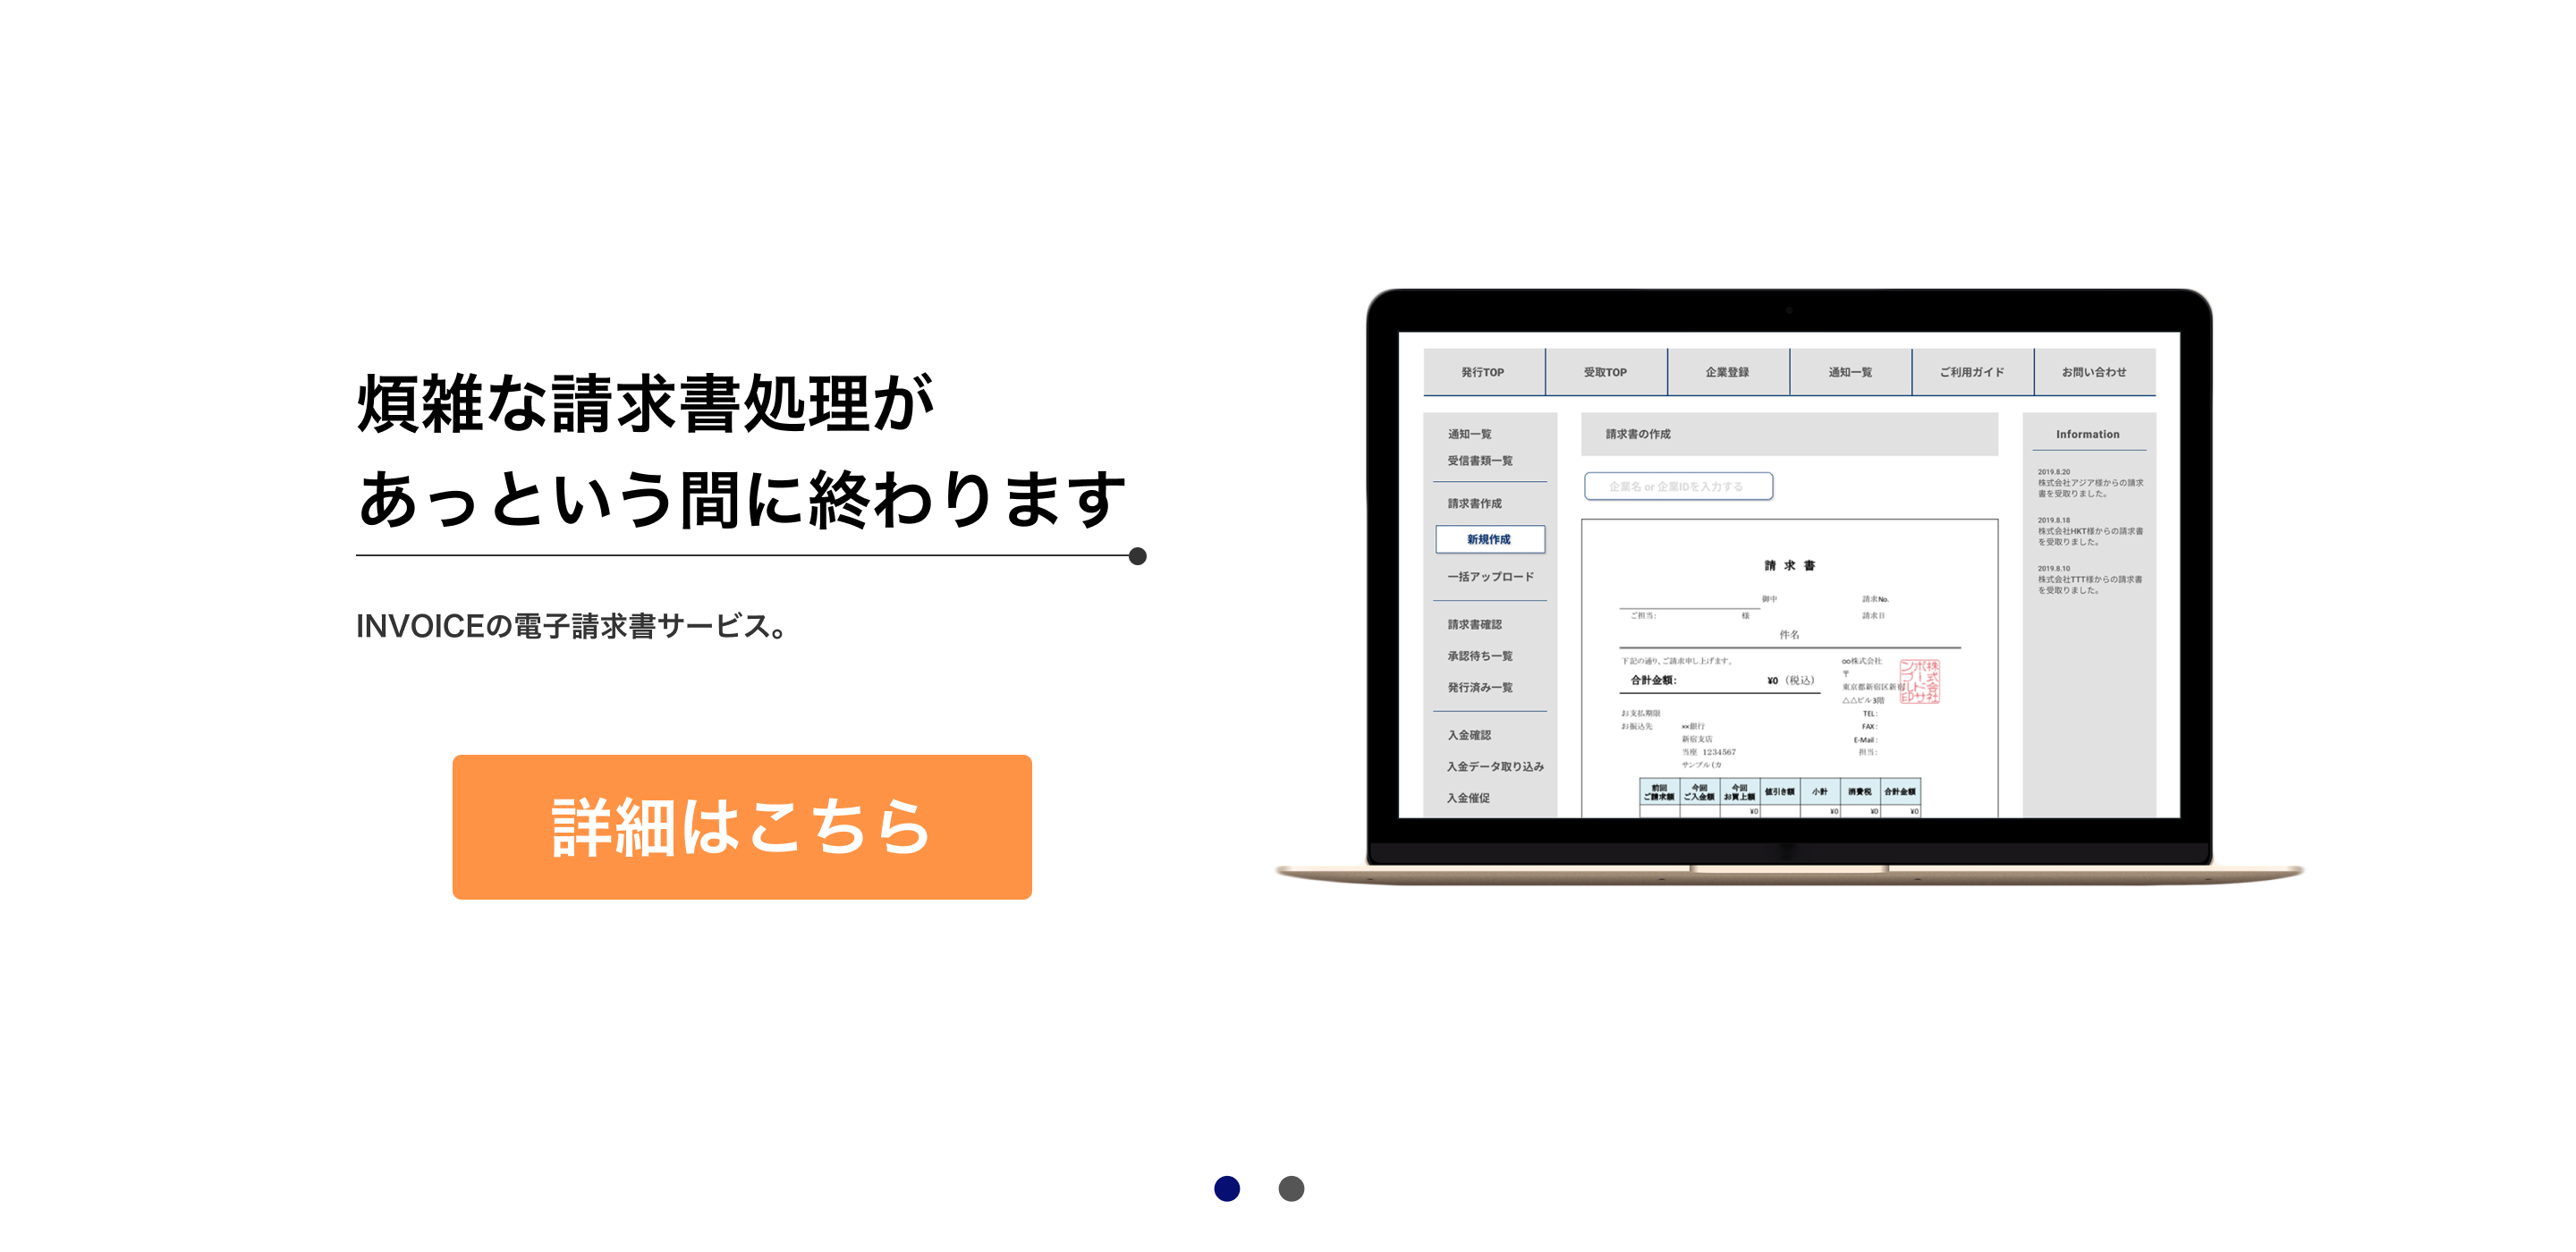 煩雑な請求書処理が
あっという間に終わります
INVOICEの電子請求書サービス。
詳細はこちら
発行TOP
受取TOP
企業登録
通知一覧
ご利用ガイド
お問い合わせ
通知一覧
受信書類一覧
請求書作成
新規作成
一括アップロード
請求書確認
承認待ち一覧
発行済み一覧
入金確認
入金データ取り込み
入金催促
請求書の作成
企業名 or 企業IDを入力する
請 求 書
御中
請求No.
ご担当:
様
請求日
件名
下記の通り、ご請求申し上げます。
合計金額:
¥0 (税込)
お支払期限
お振込先
××銀行
新宿支店
当座 1234567
サンプル(カ
oo株式会社
〒
東京都新宿区新宿
△△ビル3階
TEL:
FAX:
E-Mail:
担当:
前回
ご請求額
今回
ご入金額
今回
お買上額
値引き額
小計
消費税
合計金額
¥0
¥0
¥0
¥0
Information
2019.8.20
株式会社アジア様からの請求
書を受取りました。
2019.8.18
株式会社HKT様からの請求書
を受取りました。
2019.8.10
株式会社TTT様からの請求書
を受取りました。